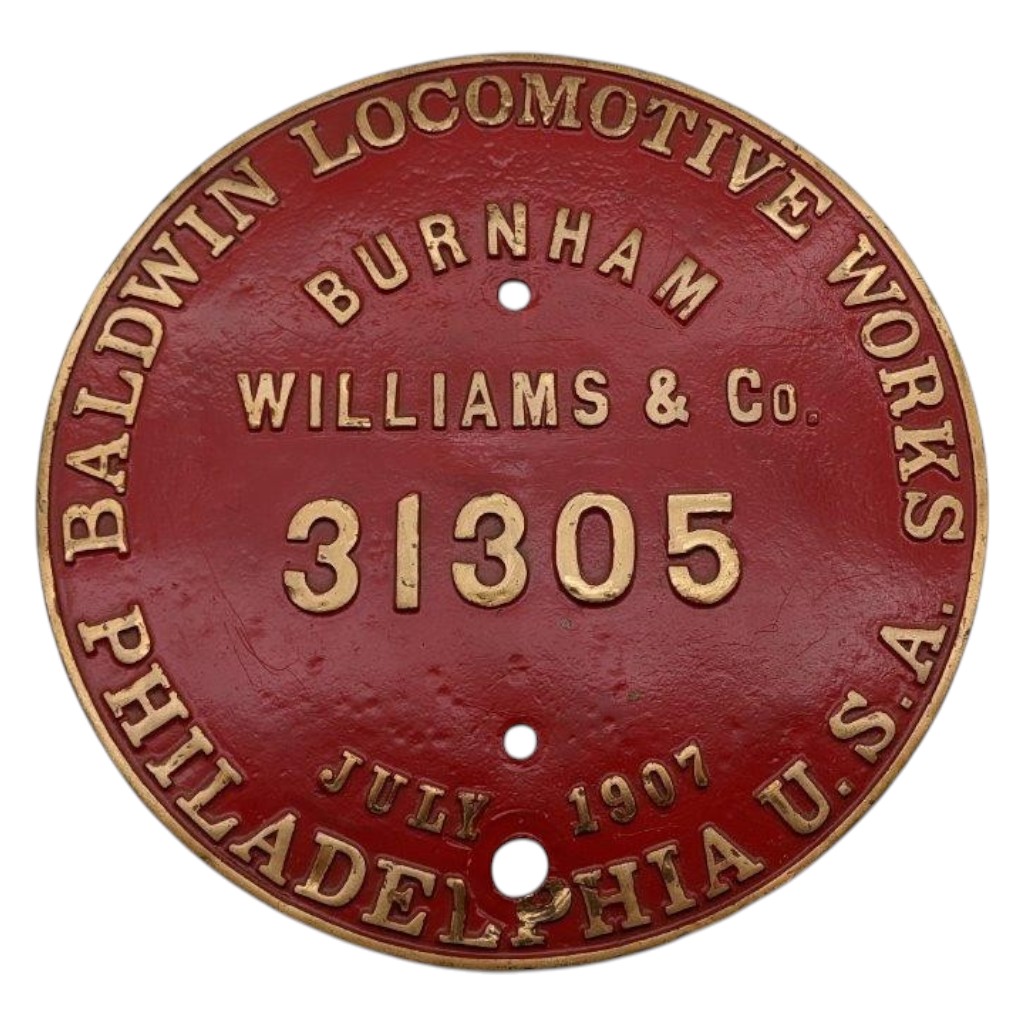 BALDWIN LOCOMOTIVE WORKS
BURNHAM
WILLIAMS & Co.
31305
JULY 1907
PHILADELPHIA U.S.A.